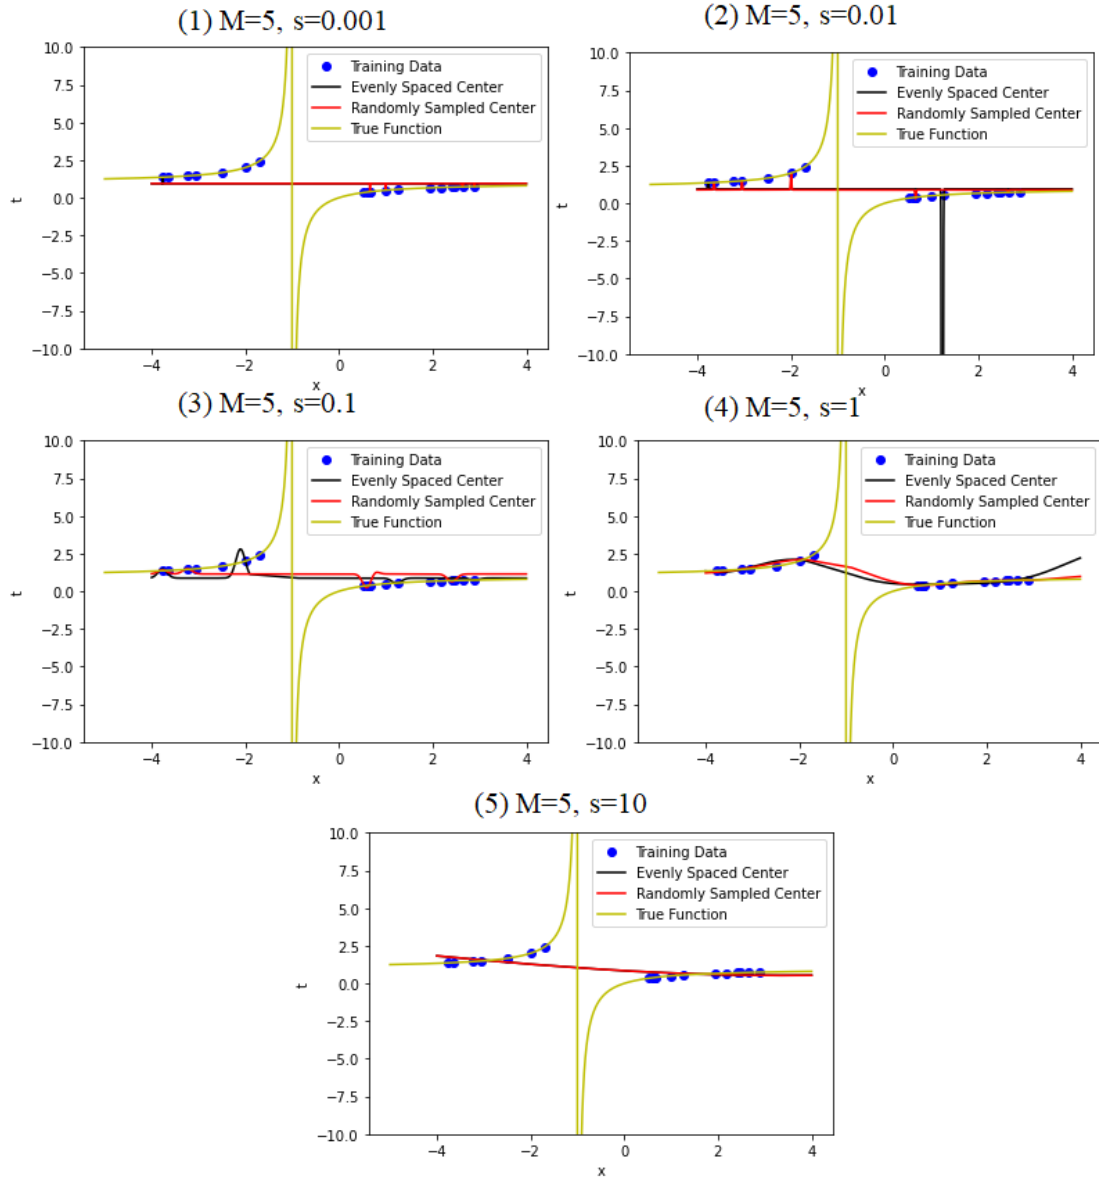 (1) M=5, s=0.001
10.0
7.5
5.0
2.5
0.0
−2.5
−5.0
−7.5
−10.0
t
−4
−2
0
2
4
x
Training Data
Evenly Spaced Center
Randomly Sampled Center
True Function
(2) M=5, s=0.01
10.0
7.5
5.0
2.5
0.0
−2.5
−5.0
−7.5
−10.0
t
−4
−2
0
2
4
x
Training Data
Evenly Spaced Center
Randomly Sampled Center
True Function
(3) M=5, s=0.1
10.0
7.5
5.0
2.5
0.0
−2.5
−5.0
−7.5
−10.0
t
−4
−2
0
2
4
x
Training Data
Evenly Spaced Center
Randomly Sampled Center
True Function
(4) M=5, s=1
10.0
7.5
5.0
2.5
0.0
−2.5
−5.0
−7.5
−10.0
t
−4
−2
0
2
4
x
Training Data
Evenly Spaced Center
Randomly Sampled Center
True Function
(5) M=5, s=10
10.0
7.5
5.0
2.5
0.0
−2.5
−5.0
−7.5
−10.0
t
−4
−2
0
2
4
x
Training Data
Evenly Spaced Center
Randomly Sampled Center
True Function